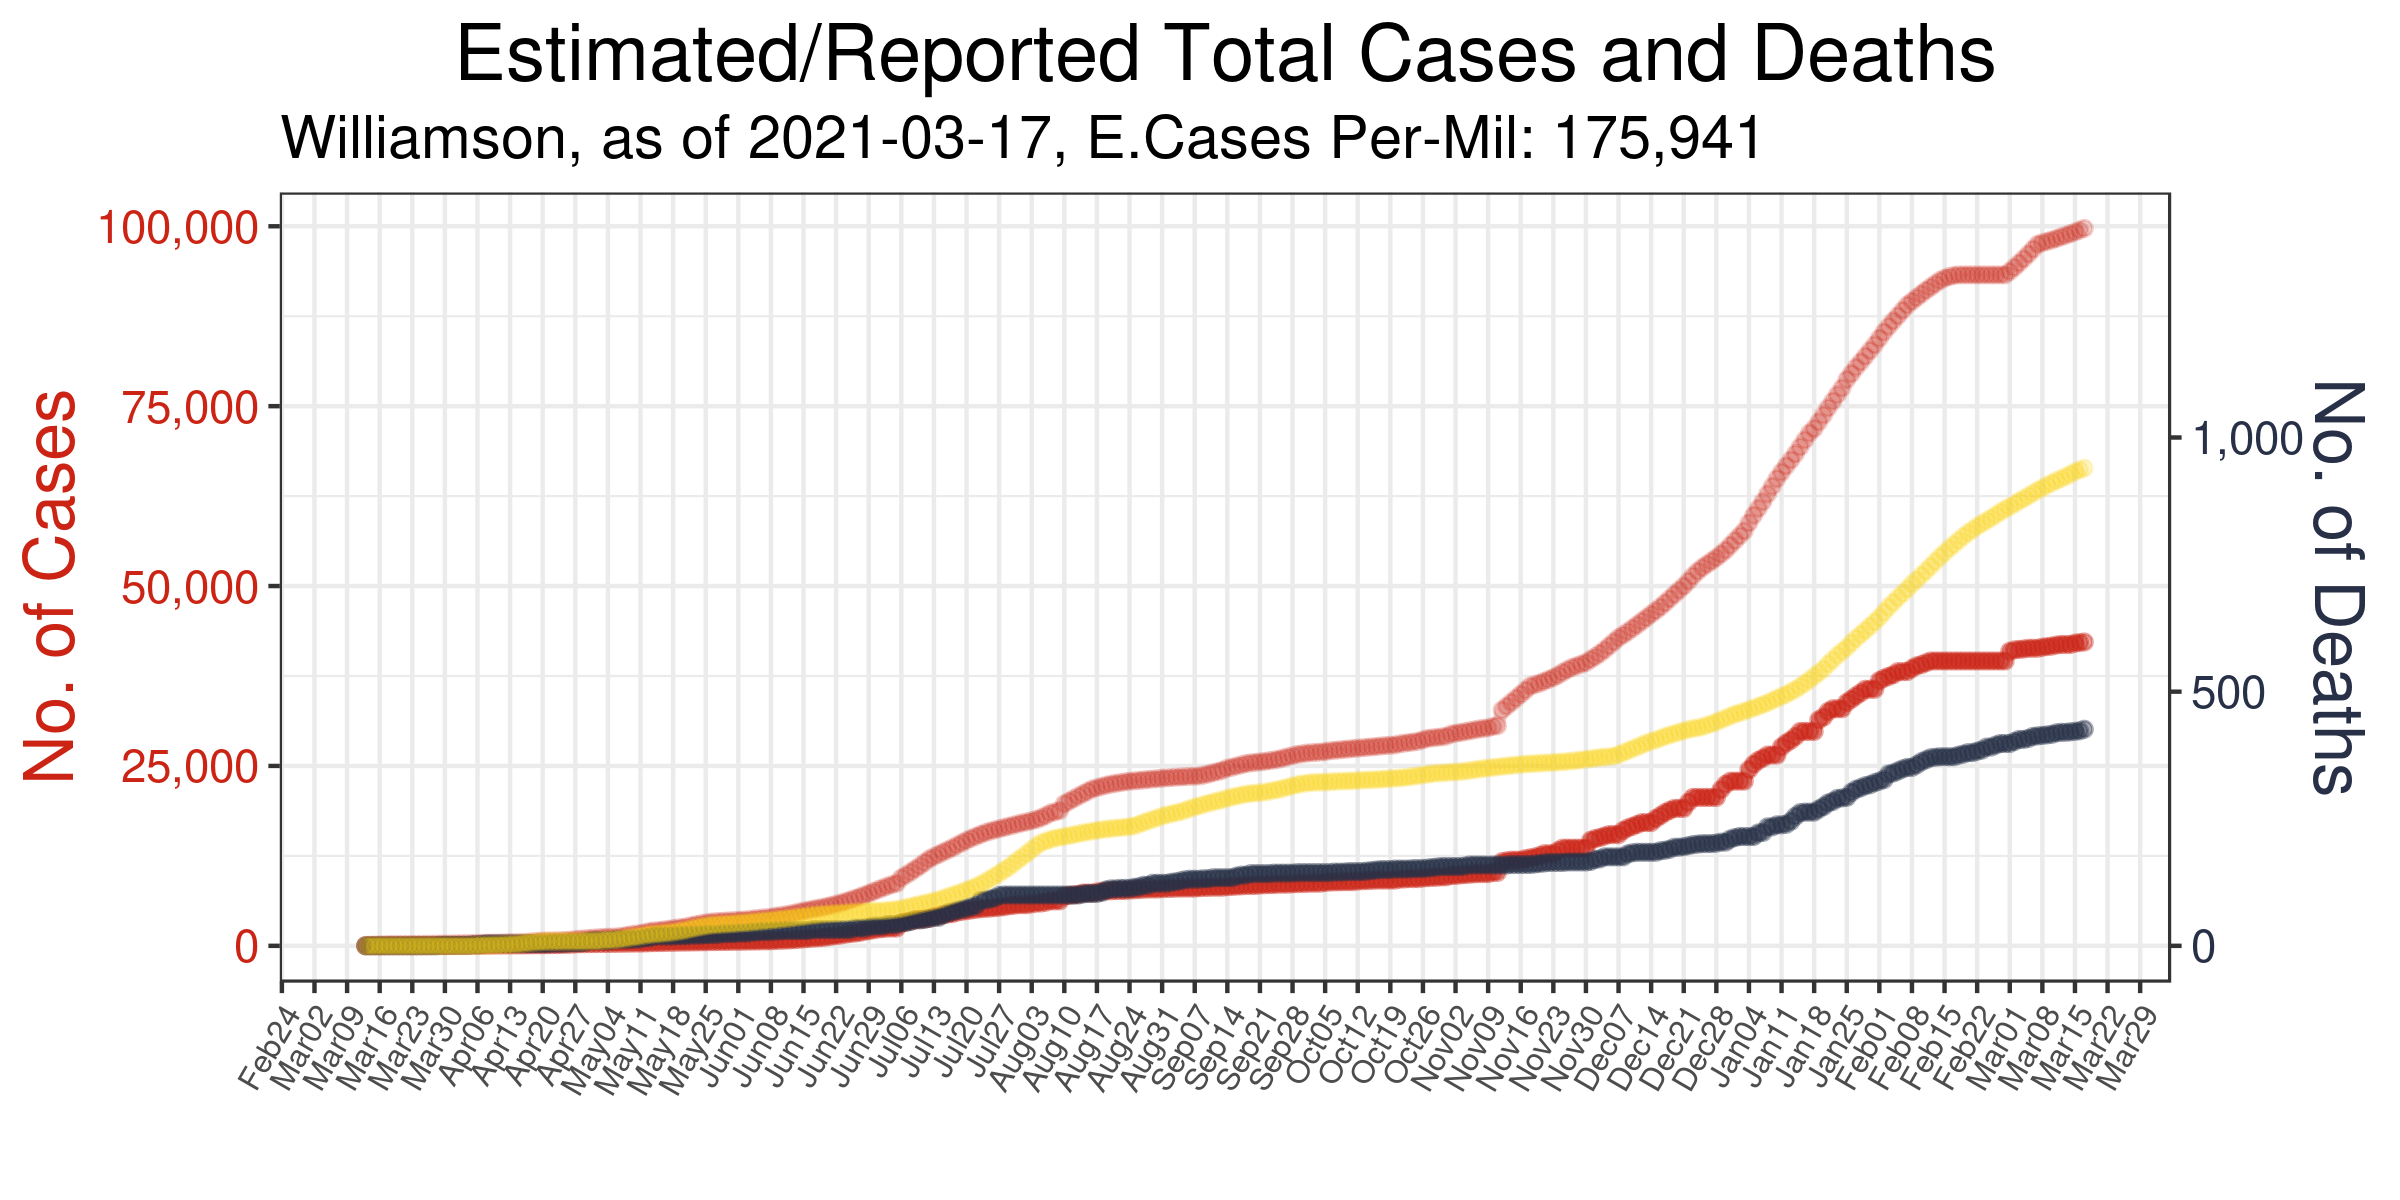 Estimated/Reported Total Cases and Deaths
Williamson, as of 2021-03-17, E.Cases Per-Mil: 175,941
No. of Cases
100,000
75,000
50,000
25,000
0
No. of Deaths
1,000
500
0
Feb24
Mar02
Mar09
Mar16
Mar23
Mar30
Apr06
Apr13
Apr20
Apr27
May04
May11
May18
May25
Jun01
Jun08
Jun15
Jun22
Jun29
Jul06
Jul13
Jul20
Jul27
Aug03
Aug10
Aug17
Aug24
Aug31
Sep07
Sep14
Sep21
Sep28
Oct05
Oct12
Oct19
Oct26
Nov02
Nov09
Nov16
Nov23
Nov30
Dec07
Dec14
Dec21
Dec28
Jan04
Jan11
Jan18
Jan25
Feb01
Feb08
Feb15
Feb22
Mar01
Mar08
Mar15
Mar22
Mar29